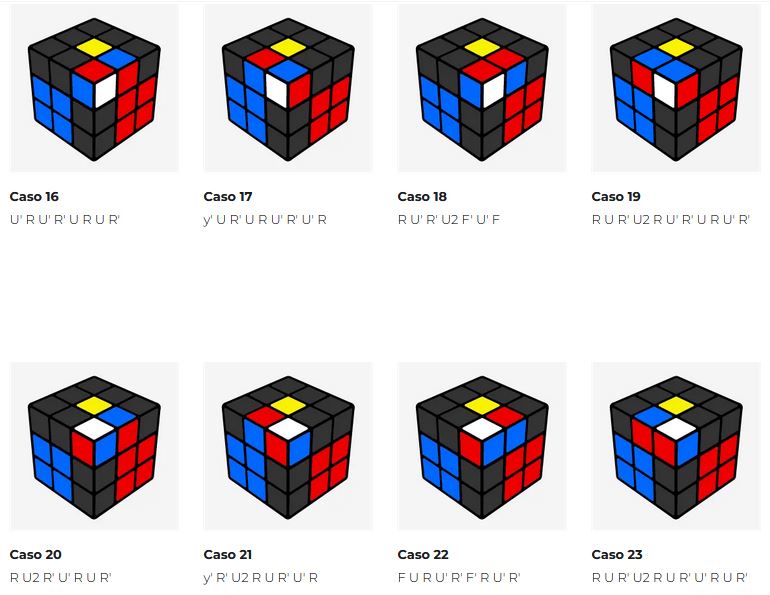 Caso 16
Caso 17
Caso 18
Caso 19
U' R U' R' U R U R'
y' U R' U R U' R' U' R
R U' R' U2 F' U' F
R U R' U2 R U' R' U R U' R'
Caso 20
Caso 21
Caso 22
Caso 23
R U2 R' U' R U R'
y' R' U2 R U R' U' R
F U R U' R' F' R U' R'
R U R' U2 R U R' U' R U R'